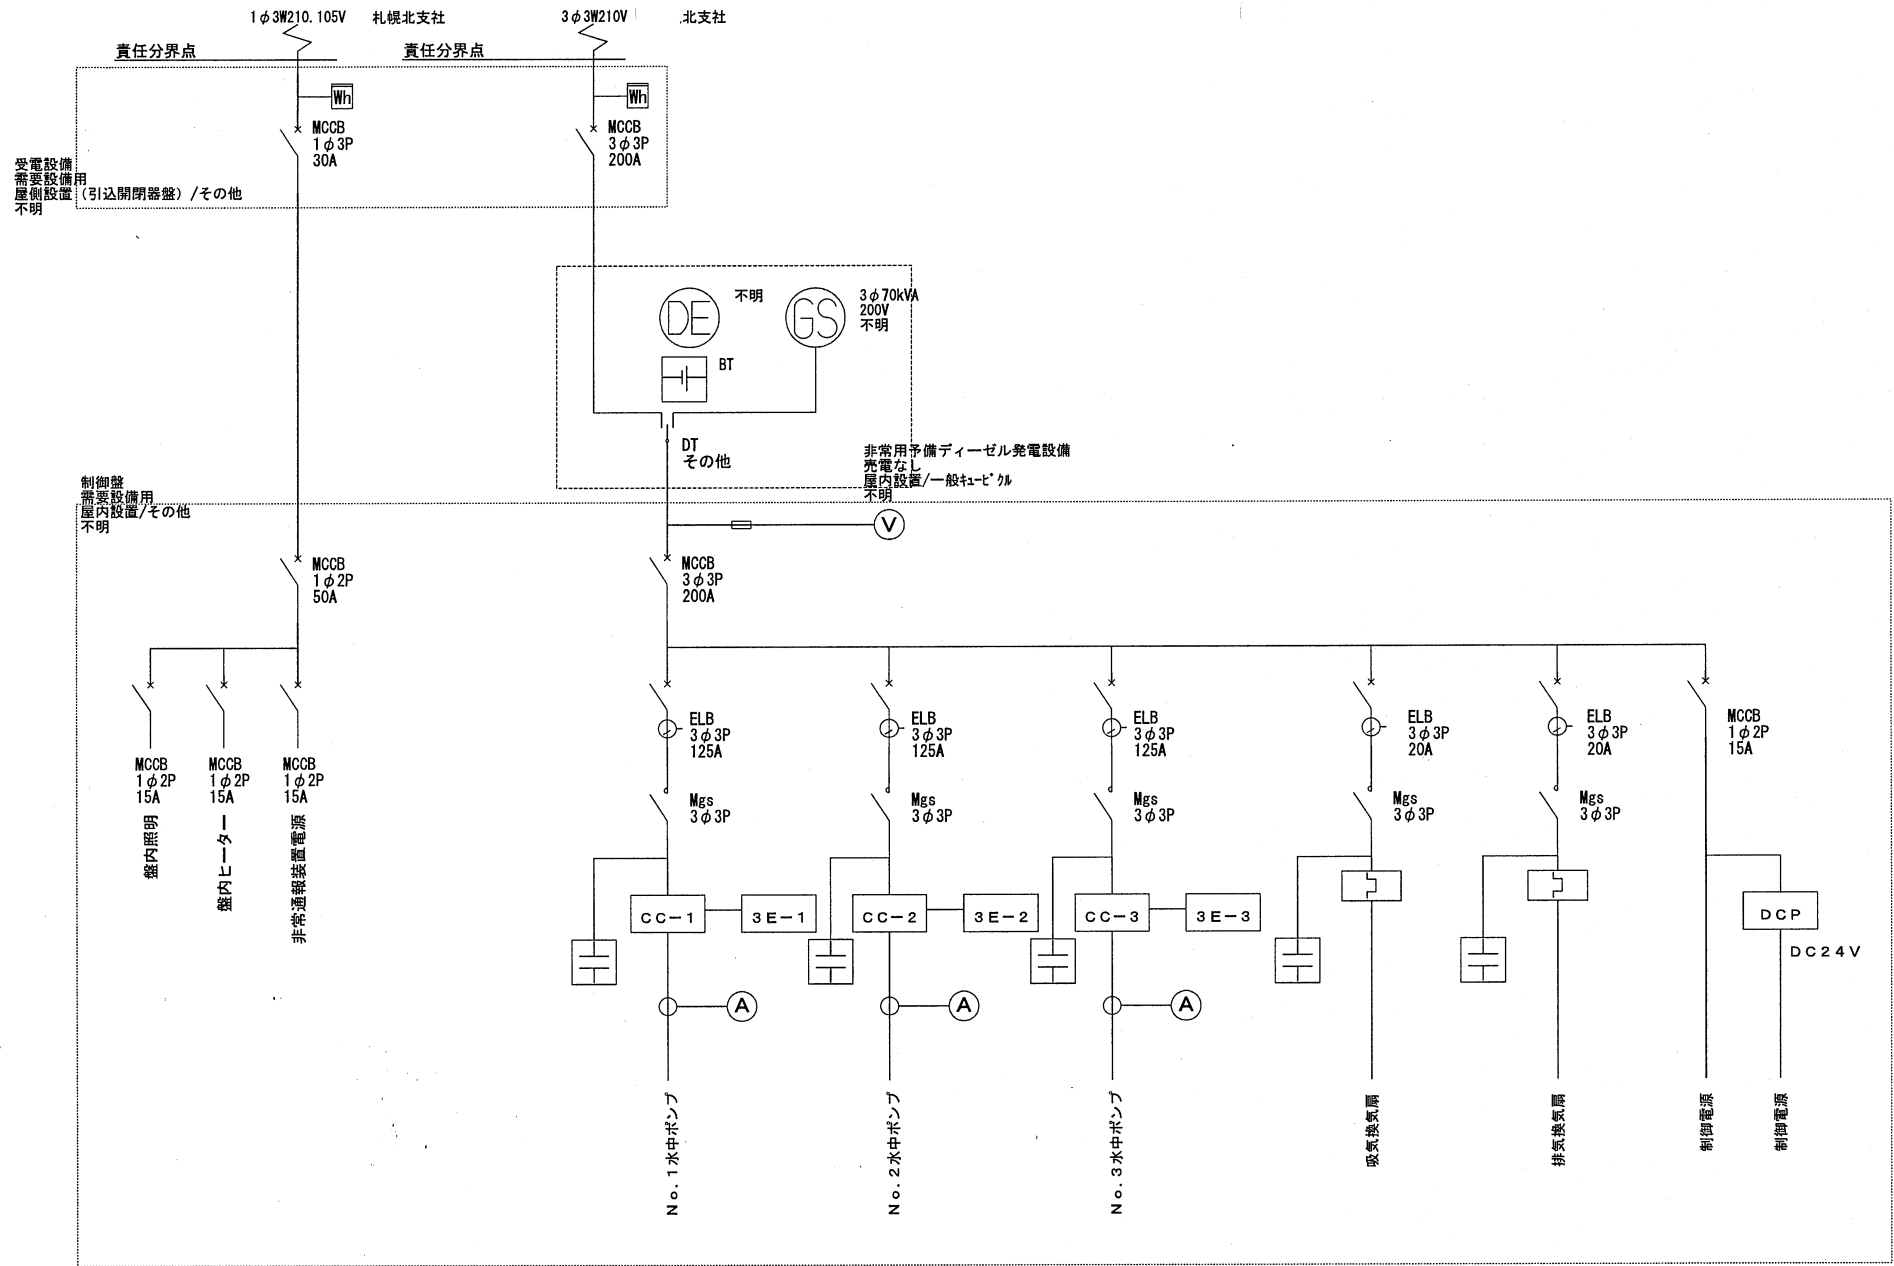 1φ3W210.105V 札幌北支社
3φ3W210V 北支社
責任分界点
責任分界点
Wh
Wh
MCCB
1φ3P
30A
MCCB
3φ3P
200A
受電設備
需要設備用
屋側設置(引込開閉器盤)/その他
不明
DE
不明
GS
3φ70kVA
200V
不明
BT
DT
その他
非常用予備ディーゼル発電設備
売電なし
屋内設置/一般ｷｭｰﾋﾞｸﾙ
不明
制御盤
需要設備用
屋内設置/その他
不明
V
MCCB
1φ2P
50A
MCCB
3φ3P
200A
MCCB
1φ2P
15A
盤内照明
MCCB
1φ2P
15A
盤内ヒーター
MCCB
1φ2P
15A
非常通報装置電源
ELB
3φ3P
125A
ELB
3φ3P
125A
ELB
3φ3P
125A
ELB
3φ3P
20A
ELB
3φ3P
20A
MCCB
1φ2P
15A
Mgs
3φ3P
Mgs
3φ3P
Mgs
3φ3P
Mgs
3φ3P
Mgs
3φ3P
CC-1
3E-1
CC-2
3E-2
CC-3
3E-3
DCP
DC24V
A
A
A
No.1水中ポンプ
No.2水中ポンプ
No.3水中ポンプ
吸気換気扇
排気換気扇
制御電源
制御電源